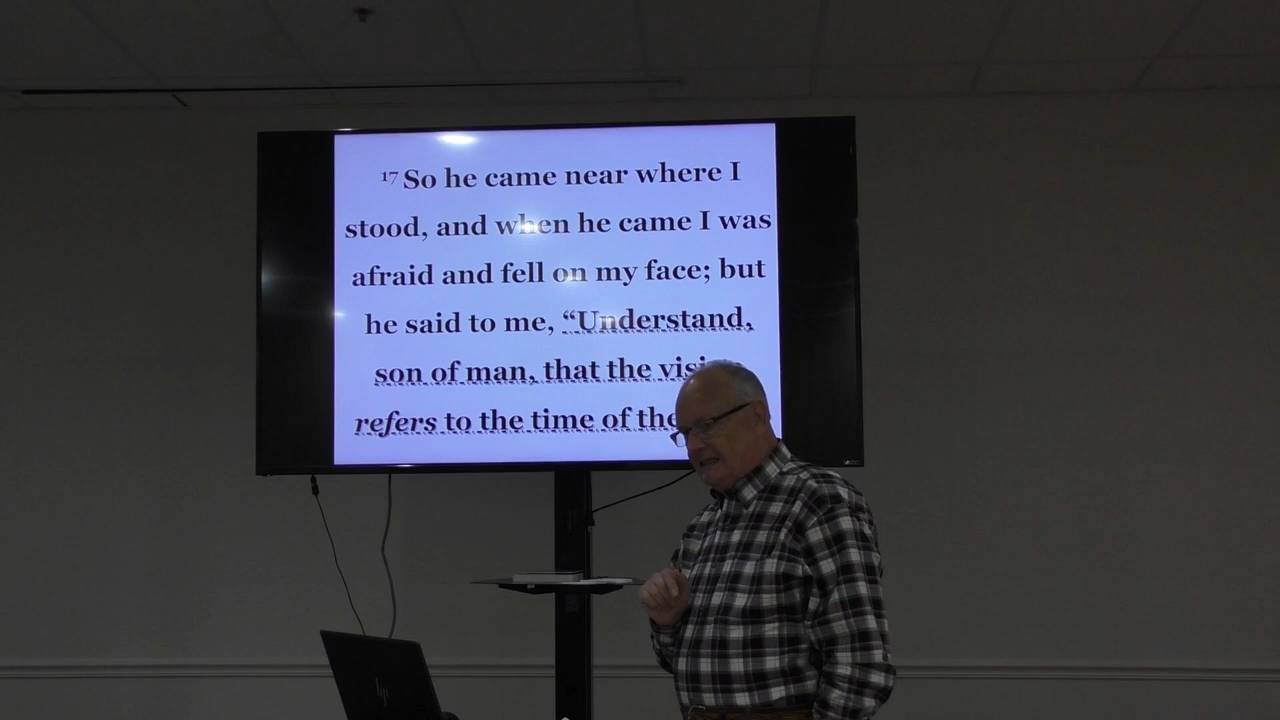 17 So he came near where I
stood, and when he came I was
afraid and fell on my face; but
he said to me, “Understand,
son of man, that the
refers to the time of the
hp